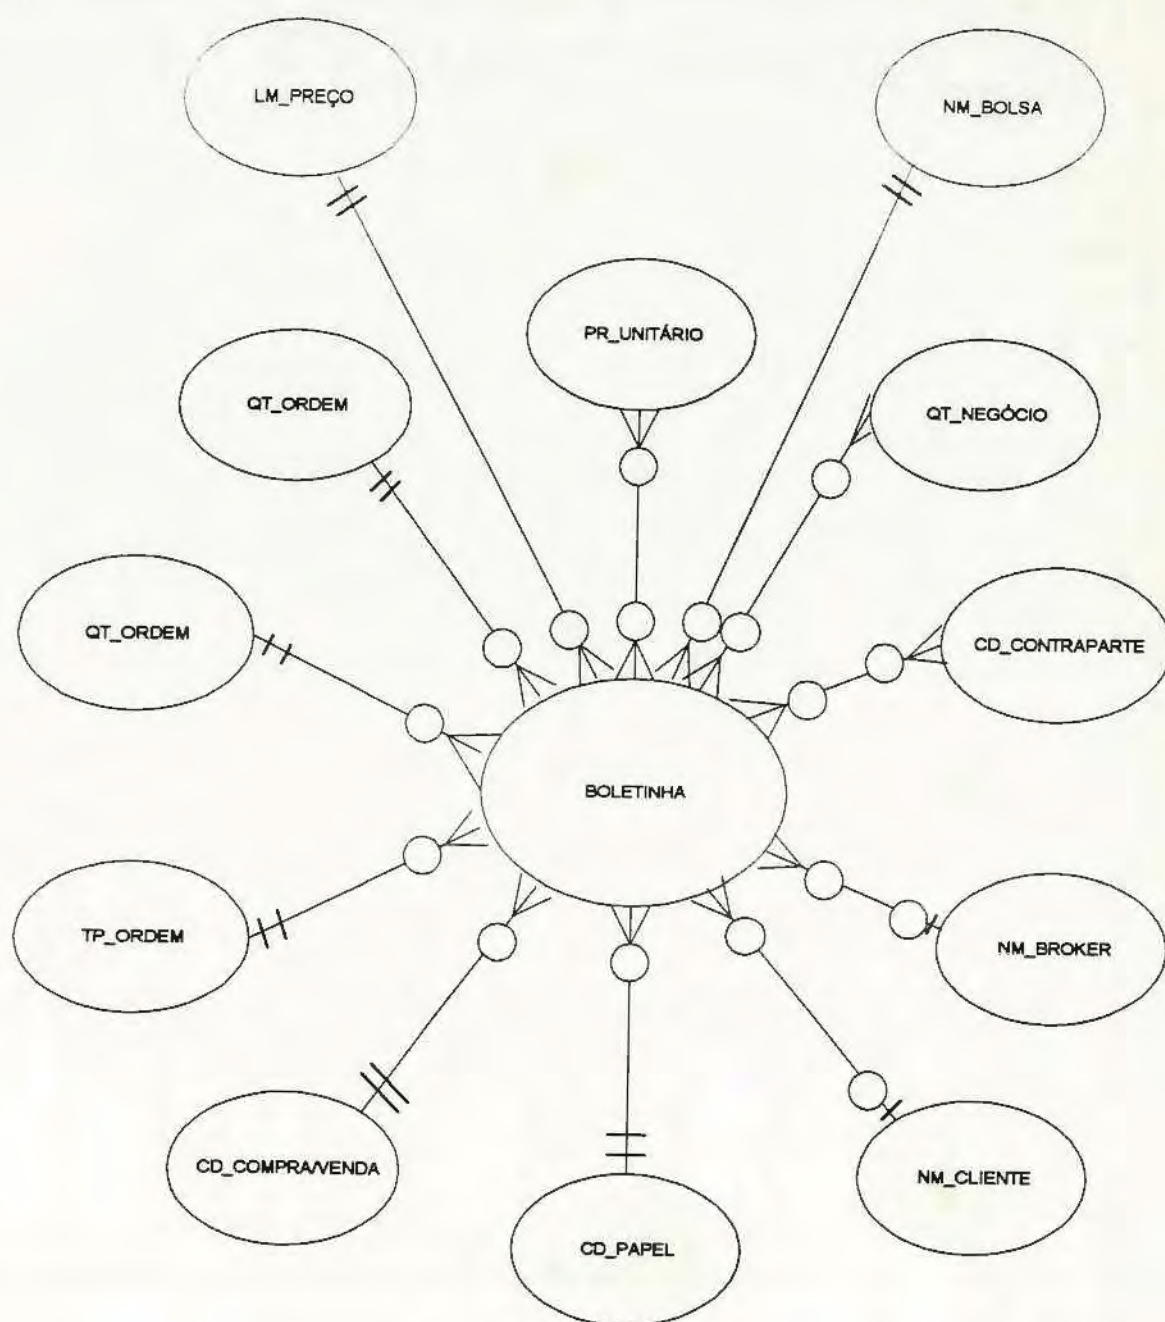 LM_PREÇO
NM_BOLSA
PR_UNITÁRIO
QT_ORDEM
QT_NEGÓCIO
QT_ORDEM
CD_CONTRAPARTE
BOLETINHA
TP_ORDEM
NM_BROKER
CD_COMPRA/VENDA
NM_CLIENTE
CD_PAPEL